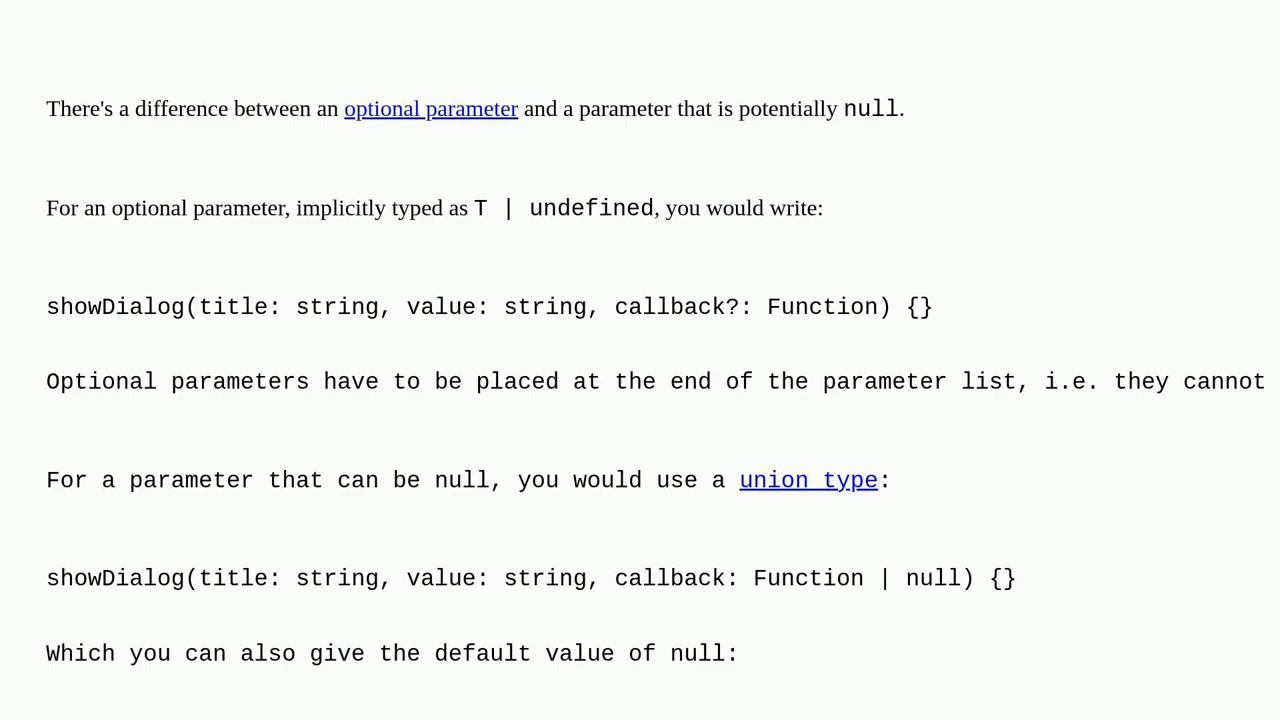 There's a difference between an optional parameter and a parameter that is potentially null.
For an optional parameter, implicitly typed as T | undefined, you would write:
showDialog(title: string, value: string, callback?: Function) {}
Optional parameters have to be placed at the end of the parameter list, i.e. they cannot
For a parameter that can be null, you would use a union type:
showDialog(title: string, value: string, callback: Function | null) {}
Which you can also give the default value of null: